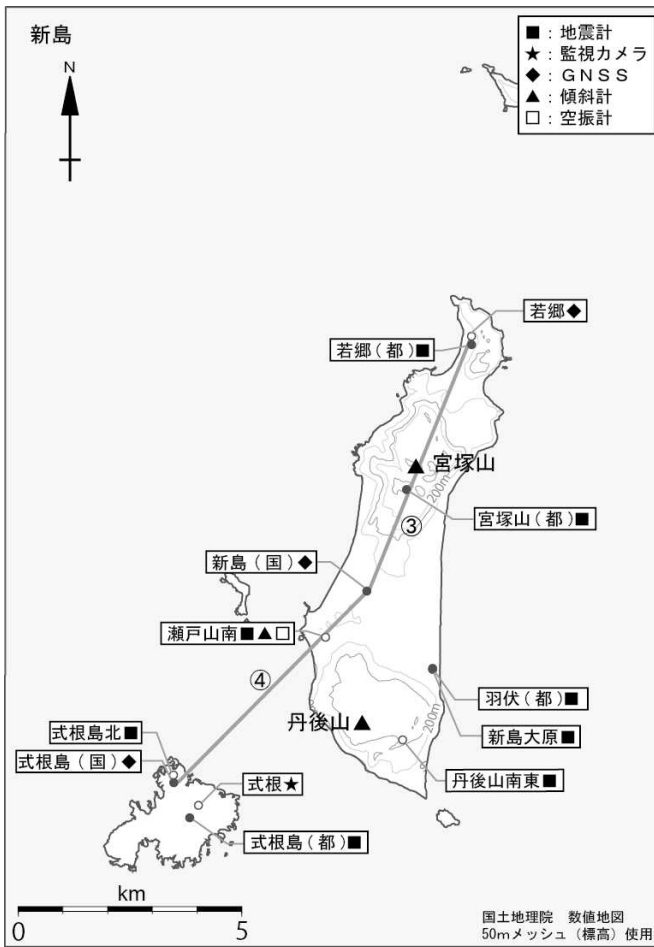 新島
N
■：地震計
★：監視カメラ
◆：ＧＮＳＳ
▲：傾斜計
□：空振計
若郷◆
若郷（都）■
宮塚山
200m
宮塚山（都）■
③
新島（国）◆
瀬戸山南■▲□
④
羽伏（都）■
丹後山
200m
新島大原■
式根島北■
式根島（国）◆
丹後山南東■
式根★
式根島（都）■
km
0
5
国土地理院　数値地図
50mメッシュ（標高）使用